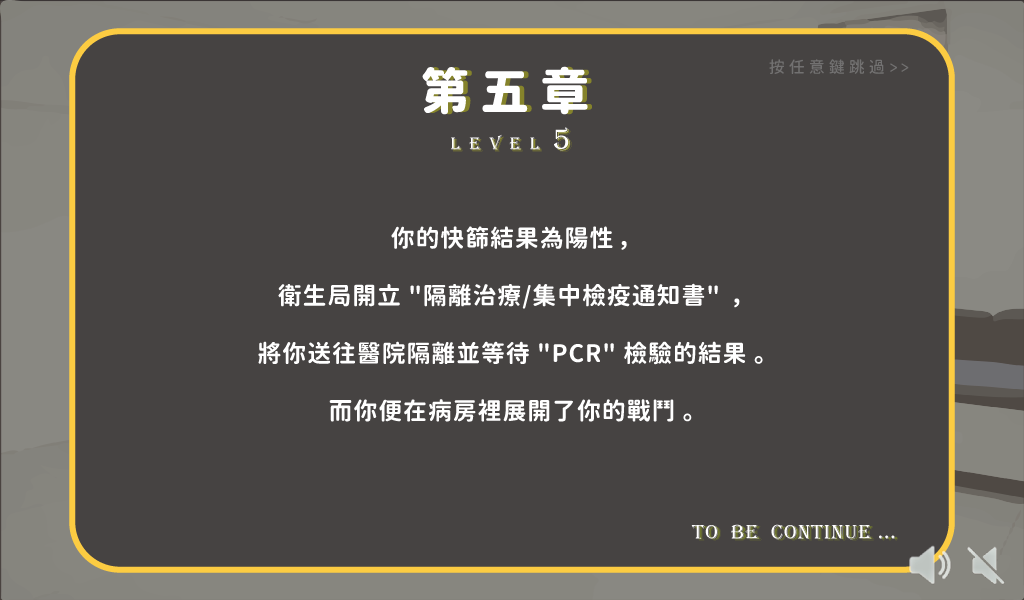 按任意鍵跳過>>
第五章
LEVEL 5
你的快篩結果為陽性，
衛生局開立 "隔離治療/集中檢疫通知書" ，
將你送往醫院隔離並等待 "PCR" 檢驗的結果 。
而你便在病房裡展開了你的戰鬥 。
TO BE CONTINUE ...